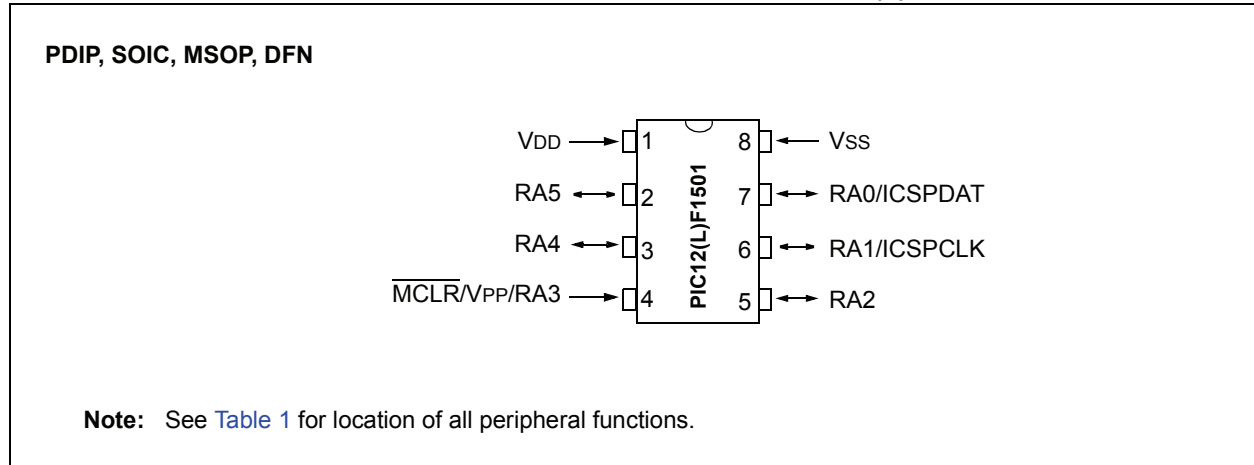 PDIP, SOIC, MSOP, DFN
VDD 1 8 VSS
RA5 2 7 RA0/ICSPDAT
RA4 3 6 RA1/ICSPCLK
MCLR/VPP/RA3 4 5 RA2
PIC12(L)F1501
Note: See Table 1 for location of all peripheral functions.